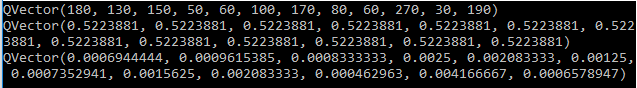 QVector(180, 130, 150, 50, 60, 100, 170, 80, 60, 270, 30, 190)
QVector(0.5223881, 0.5223881, 0.5223881, 0.5223881, 0.5223881, 0.5223881, 0.522
3881, 0.5223881, 0.5223881, 0.5223881, 0.5223881, 0.5223881)
QVector(0.0006944444, 0.0009615385, 0.0008333333, 0.0025, 0.002083333, 0.00125,
 0.0007352941, 0.0015625, 0.002083333, 0.000462963, 0.004166667, 0.0006578947)